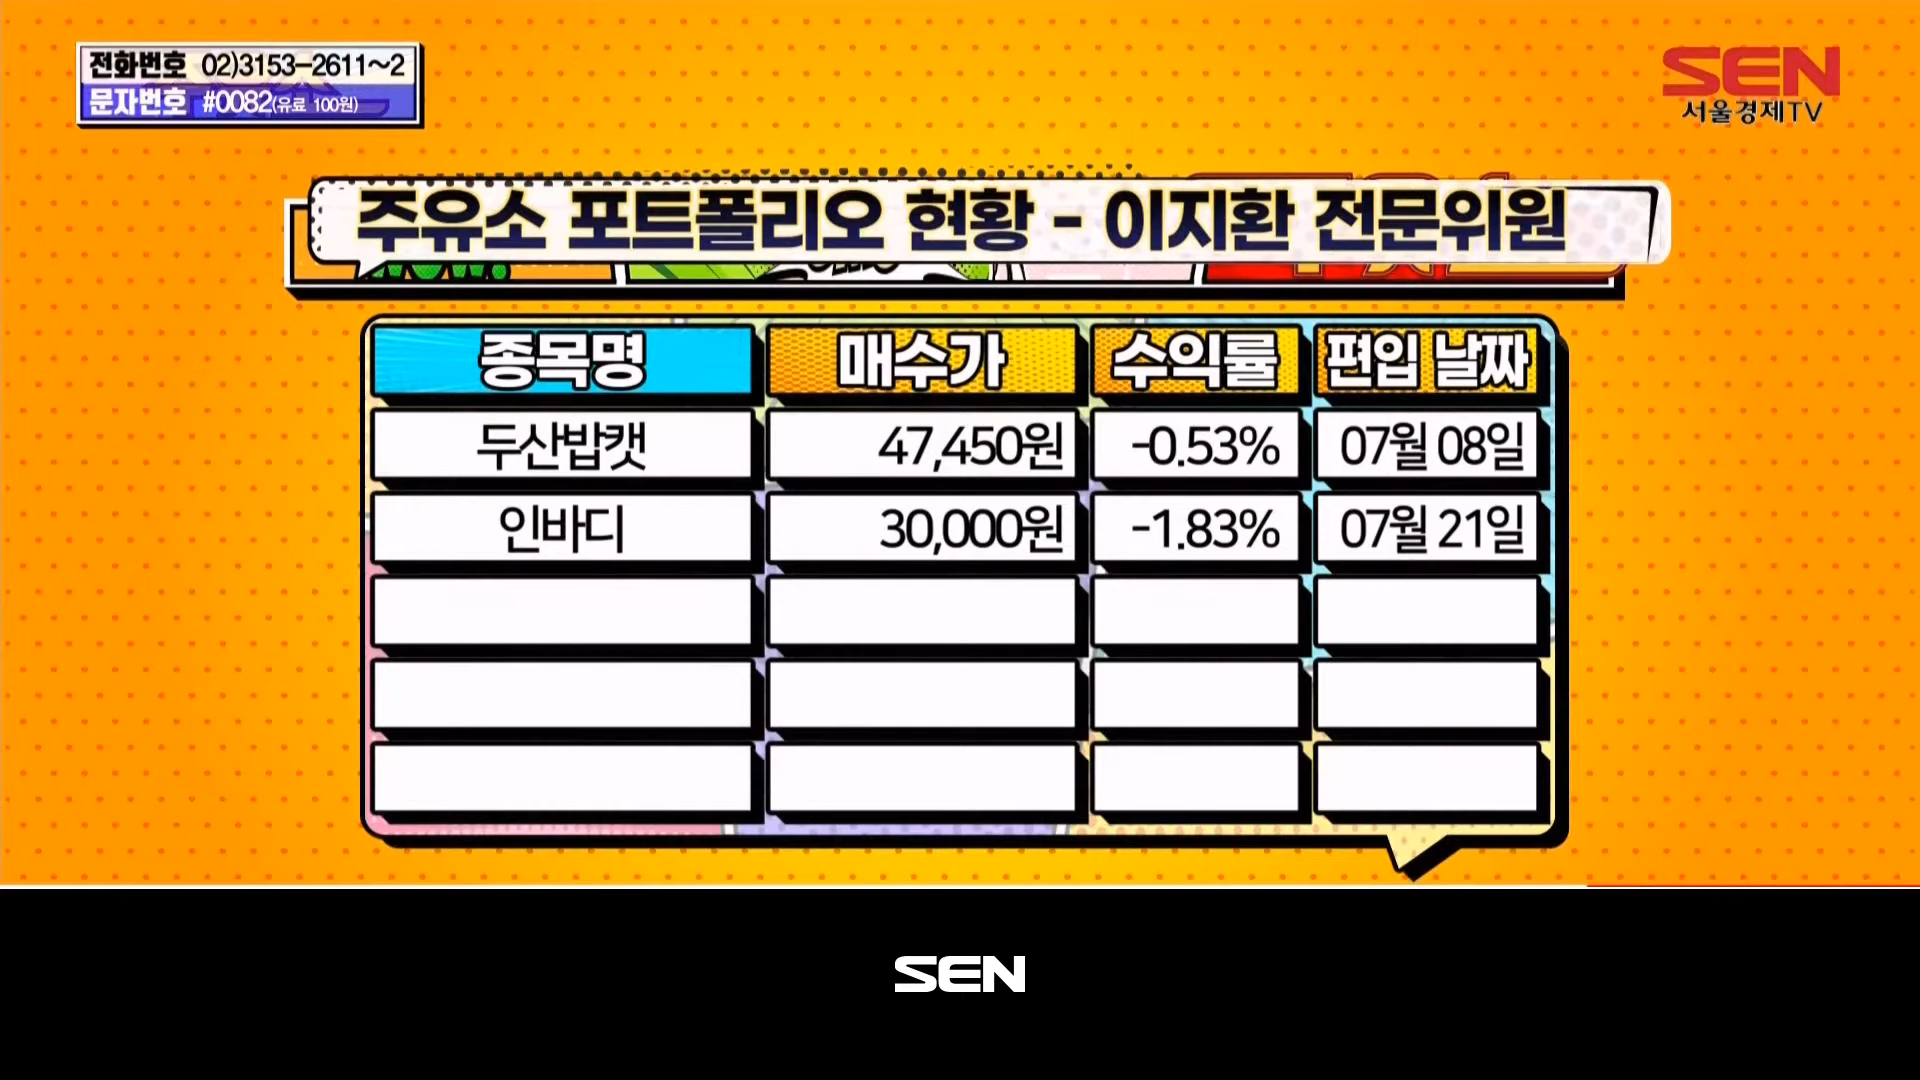 전화번호 02)3153-2611~2
문자번호 #0082(유료 100원)
SEN
서울경제TV
주유소 포트폴리오 현황 - 이지환 전문위원
종목명 매수가 수익률 편입 날짜
두산밥캣 47,450원 -0.53% 07월 08일
인바디 30,000원 -1.83% 07월 21일
SEN